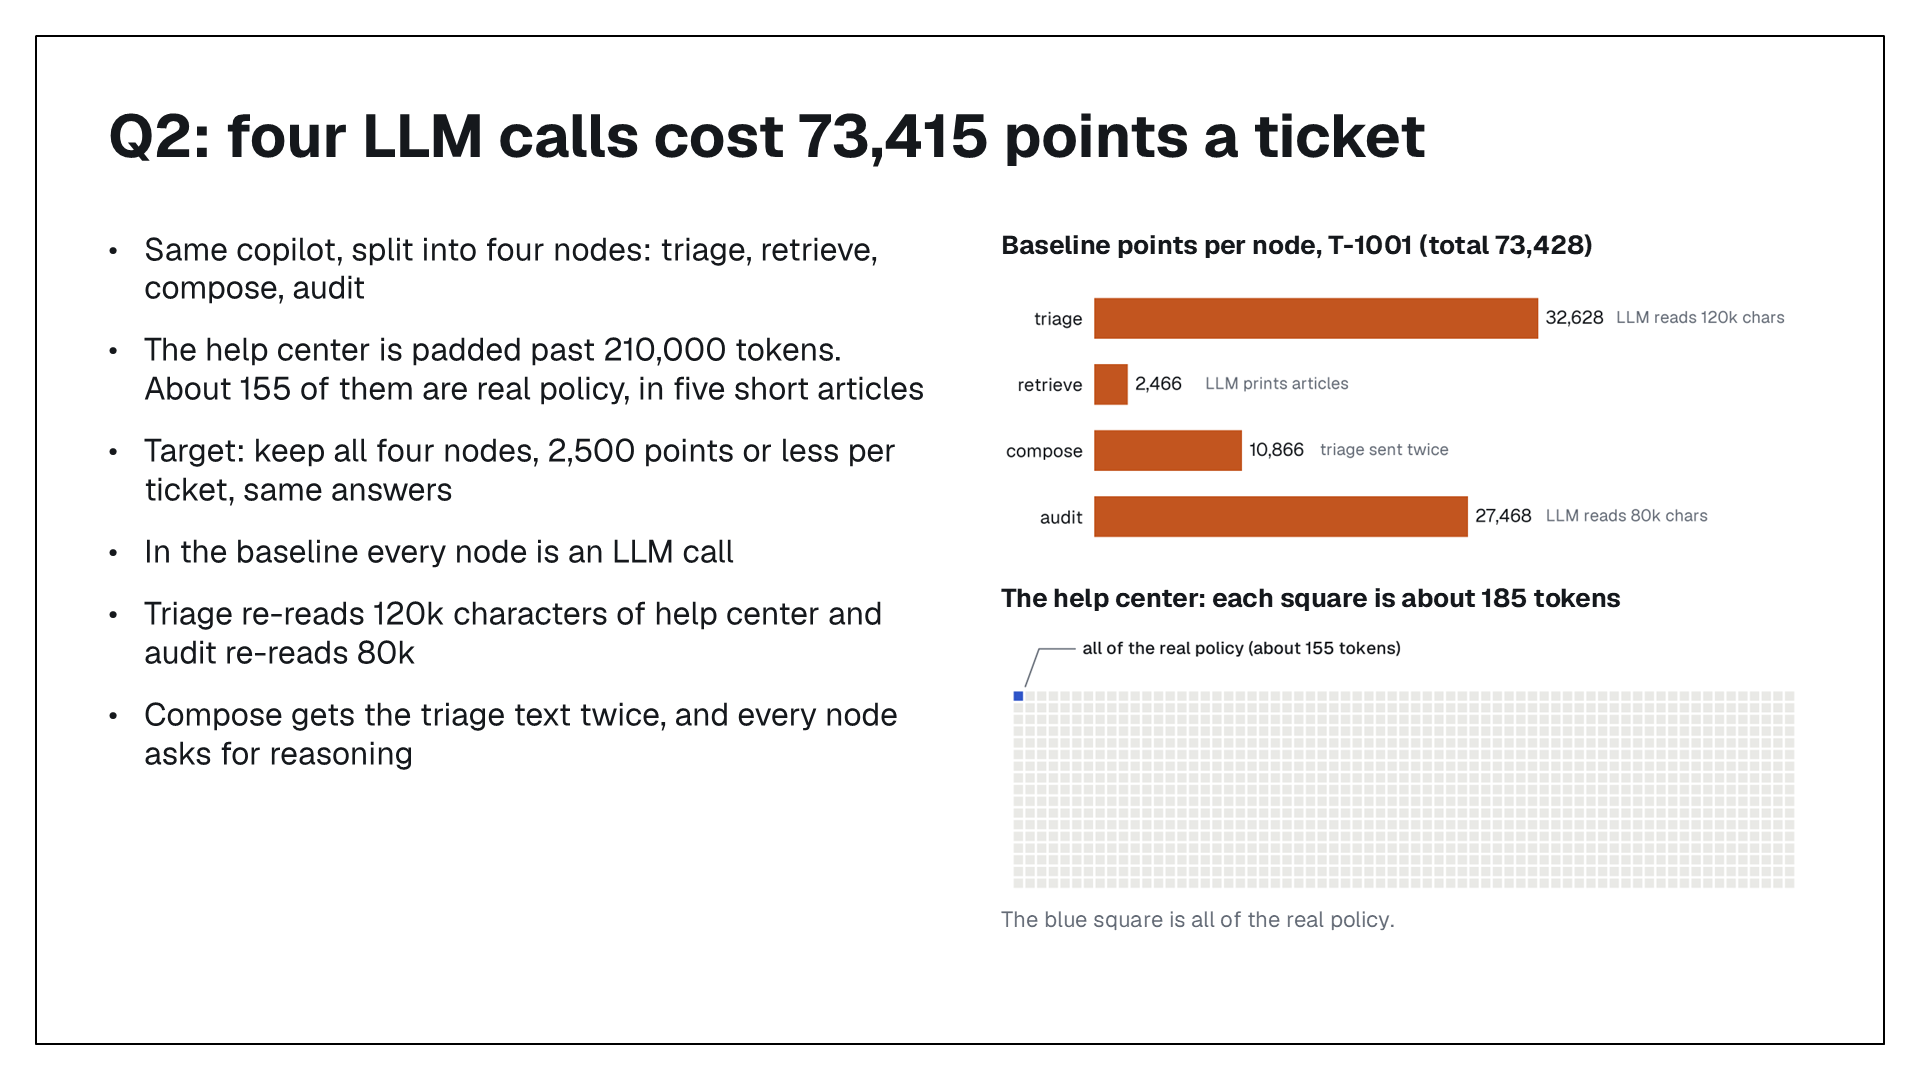 Q2: four LLM calls cost 73,415 points a ticket
• Same copilot, split into four nodes: triage, retrieve,
compose, audit
• The help center is padded past 210,000 tokens.
About 155 of them are real policy, in five short articles
• Target: keep all four nodes, 2,500 points or less per
ticket, same answers
• In the baseline every node is an LLM call
• Triage re-reads 120k characters of help center and
audit re-reads 80k
• Compose gets the triage text twice, and every node
asks for reasoning
Baseline points per node, T-1001 (total 73,428)
triage 32,628 LLM reads 120k chars
retrieve 2,466 LLM prints articles
compose 10,866 triage sent twice
audit 27,468 LLM reads 80k chars
The help center: each square is about 185 tokens
all of the real policy (about 155 tokens)
The blue square is all of the real policy.